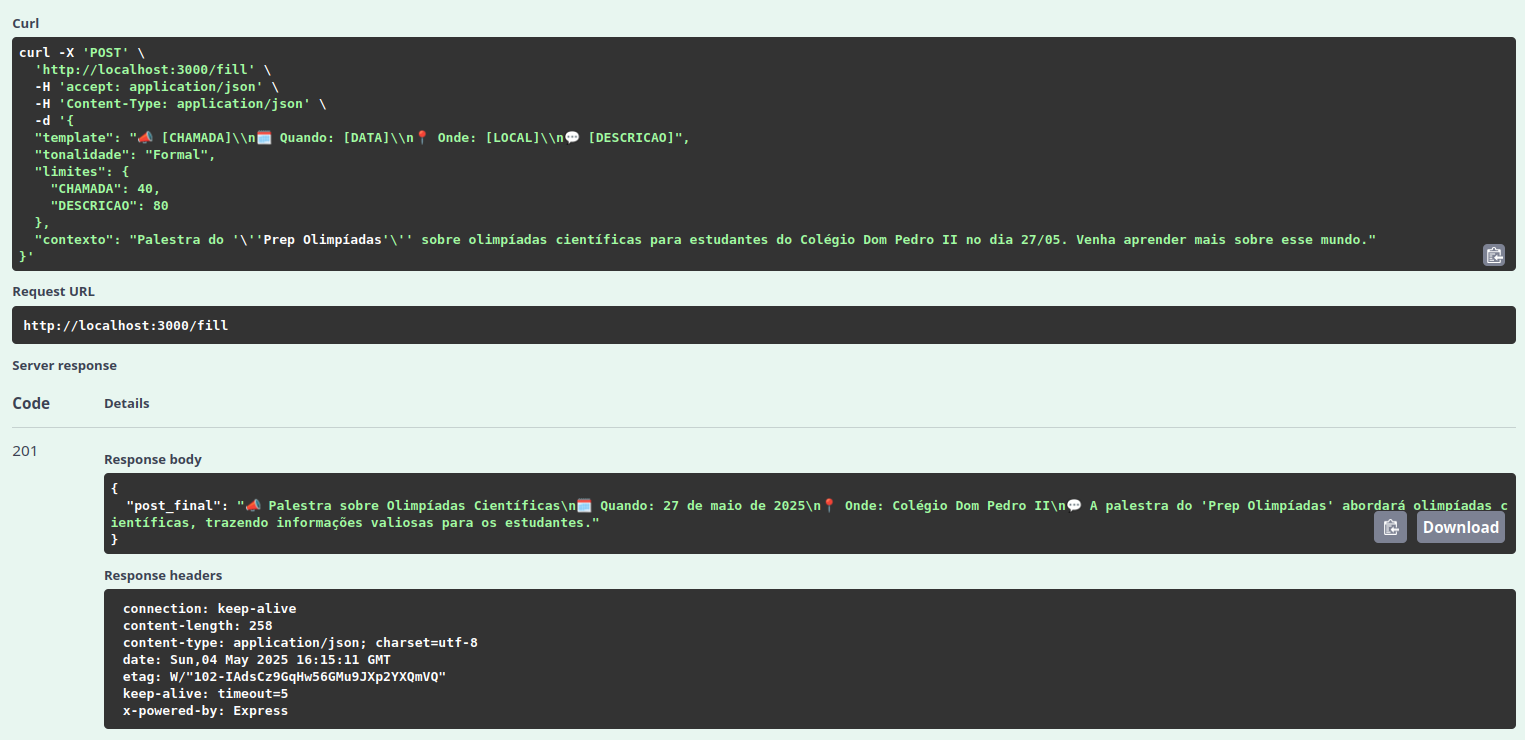 Curl
curl -X 'POST' \
  'http://localhost:3000/fill' \
  -H 'accept: application/json' \
  -H 'Content-Type: application/json' \
  -d '{
  "template": "📣 [CHAMADA]\\n🗓️ Quando: [DATA]\\n📍 Onde: [LOCAL]\\n💬 [DESCRICAO]",
  "tonalidade": "Formal",
  "limites": {
    "CHAMADA": 40,
    "DESCRICAO": 80
  },
  "contexto": "Palestra do '\''Prep Olimpíadas'\'' sobre olimpíadas científicas para estudantes do Colégio Dom Pedro II no dia 27/05. Venha aprender mais sobre esse mundo."
}'
Request URL
http://localhost:3000/fill
Server response
Code Details
201
Response body
{
  "post_final": "📣 Palestra sobre Olimpíadas Científicas\n🗓️ Quando: 27 de maio de 2025\n📍 Onde: Colégio Dom Pedro II\n💬 A palestra do 'Prep Olimpíadas' abordará olimpíadas c
ientíficas, trazendo informações valiosas para os estudantes."
}
Download
Response headers
connection: keep-alive
content-length: 258
content-type: application/json; charset=utf-8
date: Sun,04 May 2025 16:15:11 GMT
etag: W/"102-IAdsCz9GqHw56GMu9JXp2YXQmVQ"
keep-alive: timeout=5
x-powered-by: Express